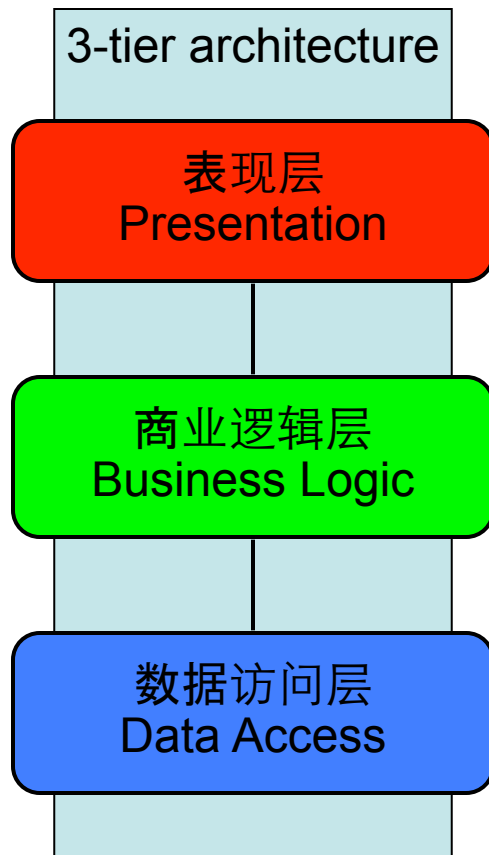 3-tier architecture
表现层
Presentation
商业逻辑层
Business Logic
数据访问层
Data Access